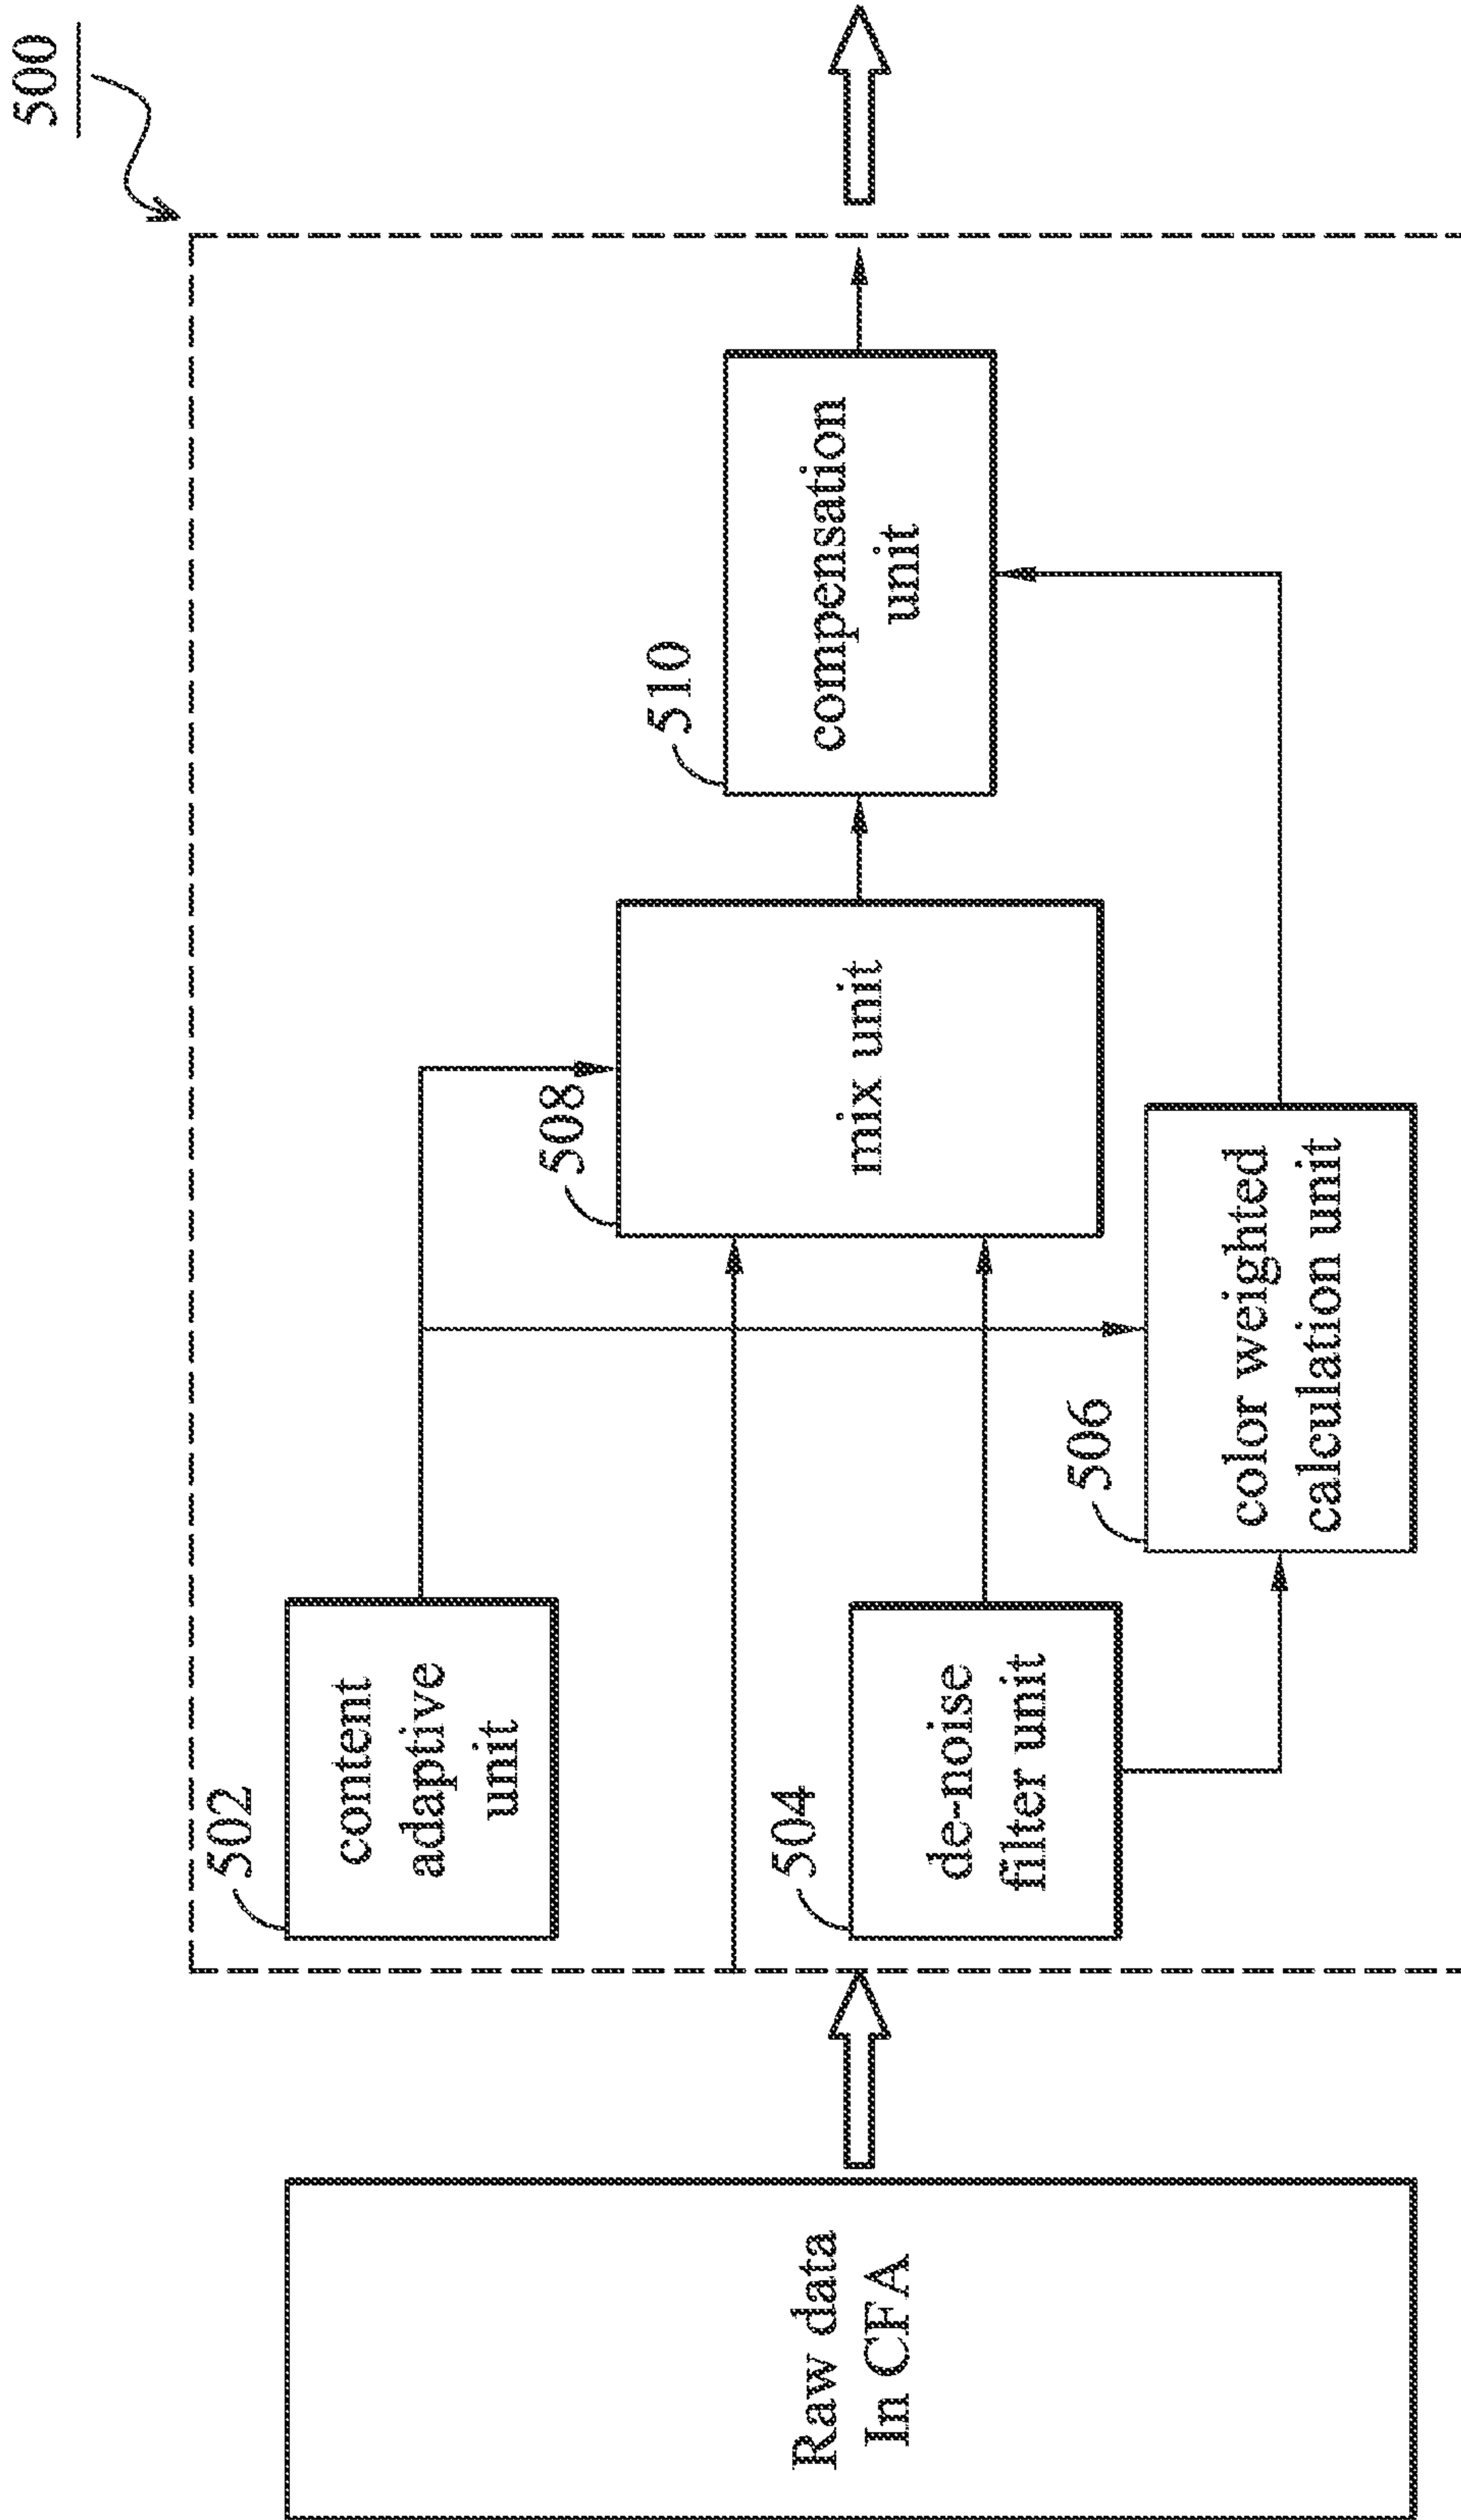 500
502
content
adaptive
unit
508
mix unit
510
compensation
unit
Raw data
In CFA
504
de-noise
filter unit
506
color weighted
calculation unit